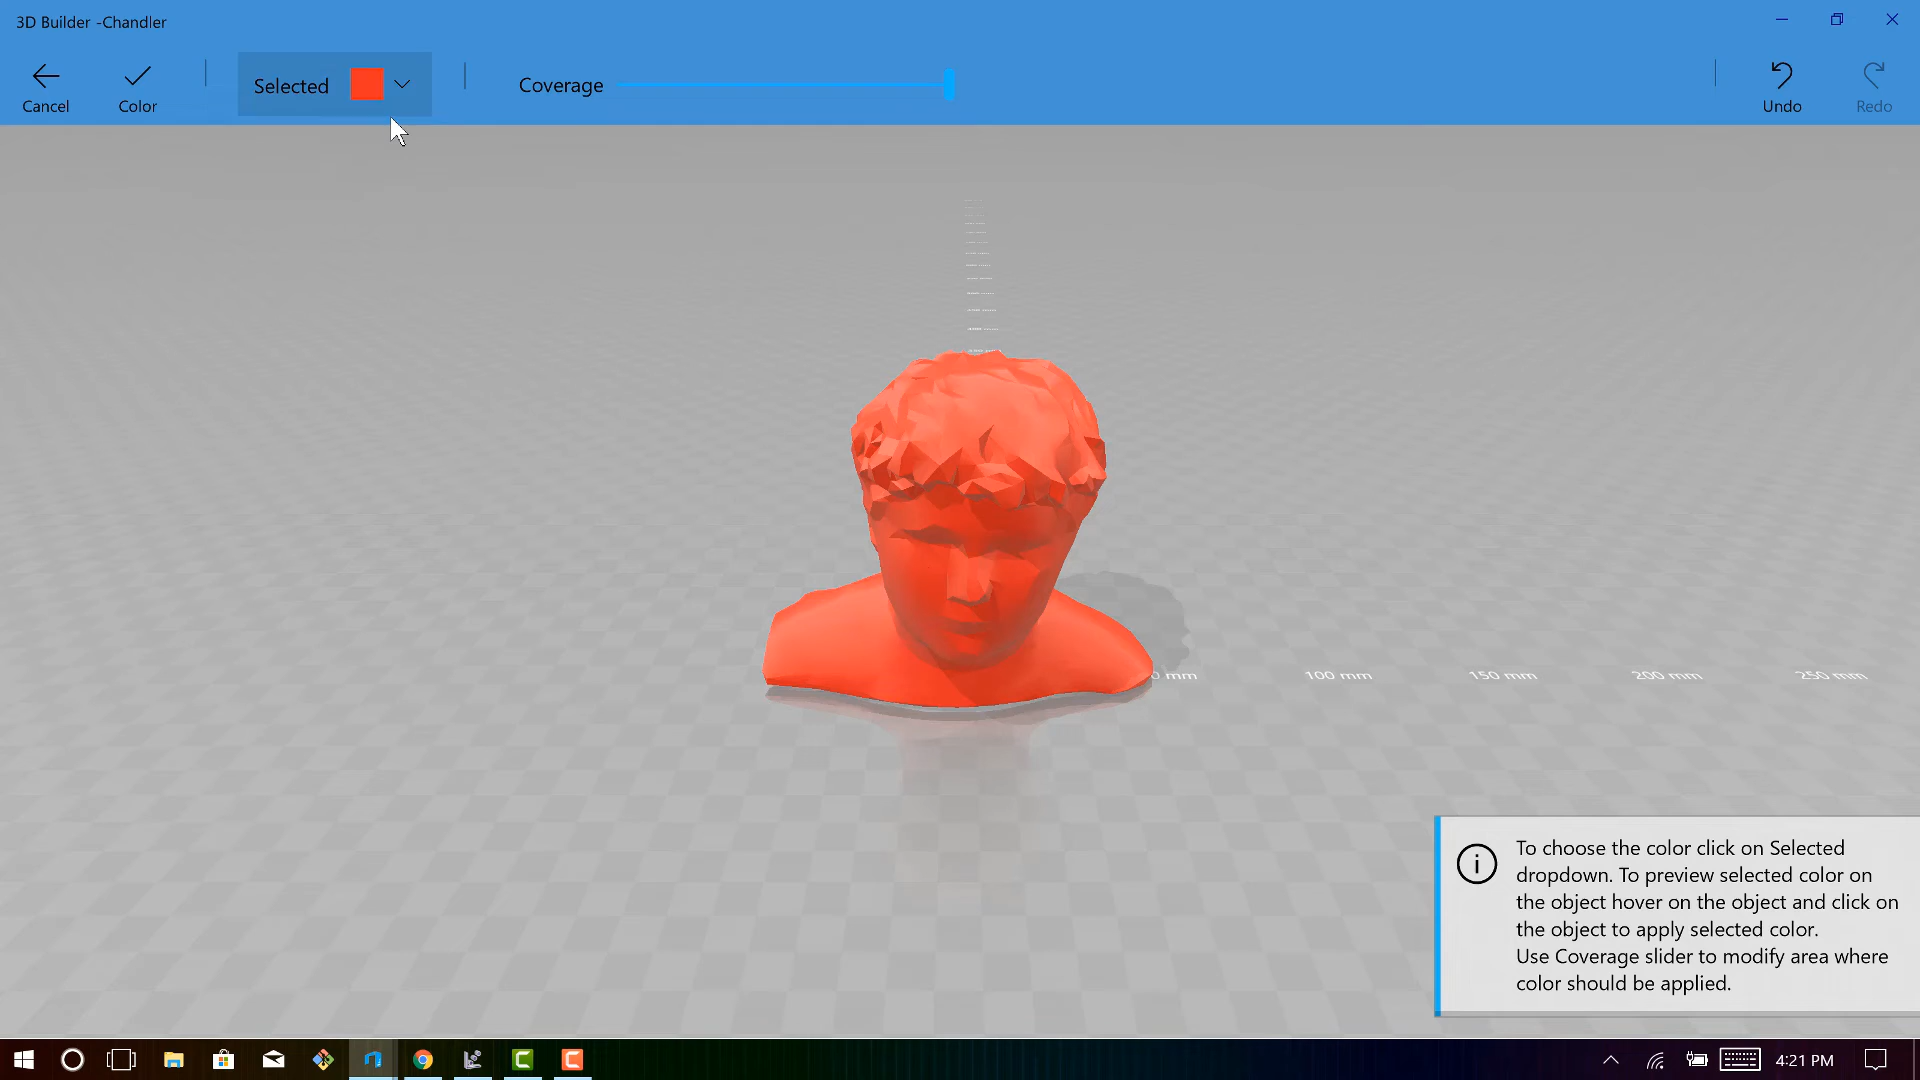 3D Builder -Chandler
Cancel
Color
Selected
Coverage
Undo
Redo
mm
100 mm
150 mm
200 mm
250 mm
To choose the color click on Selected
dropdown. To preview selected color on
the object hover on the object and click on
the object to apply selected color.
Use Coverage slider to modify area where
color should be applied.
4:21 PM